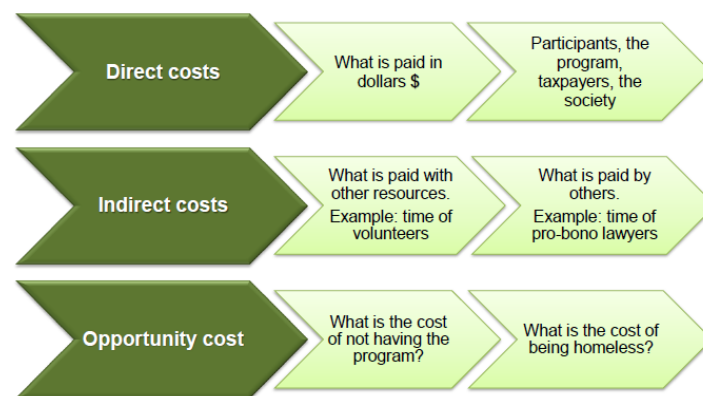 Direct costs
What is paid in
dollars $
Participants, the
program,
taxpayers, the
society
Indirect costs
What is paid with
other resources.
Example: time of
volunteers
What is paid by
others.
Example: time of
pro-bono lawyers
Opportunity cost
What is the cost
of not having the
program?
What is the cost of
being homeless?